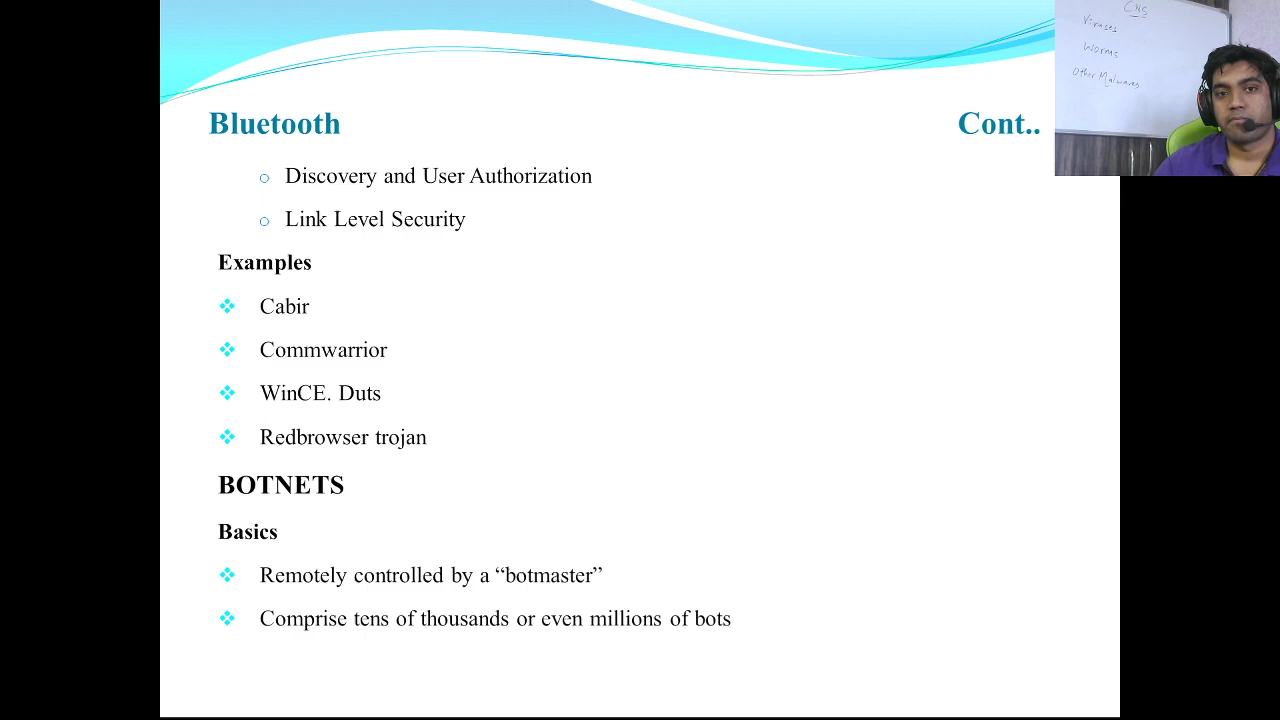 Bluetooth Cont..
Discovery and User Authorization
Link Level Security
Examples
Cabir
Commwarrior
WinCE. Duts
Redbrowser trojan
BOTNETS
Basics
Remotely controlled by a “botmaster”
Comprise tens of thousands or even millions of bots
CNS
Viruses
Worms
Other Malwares